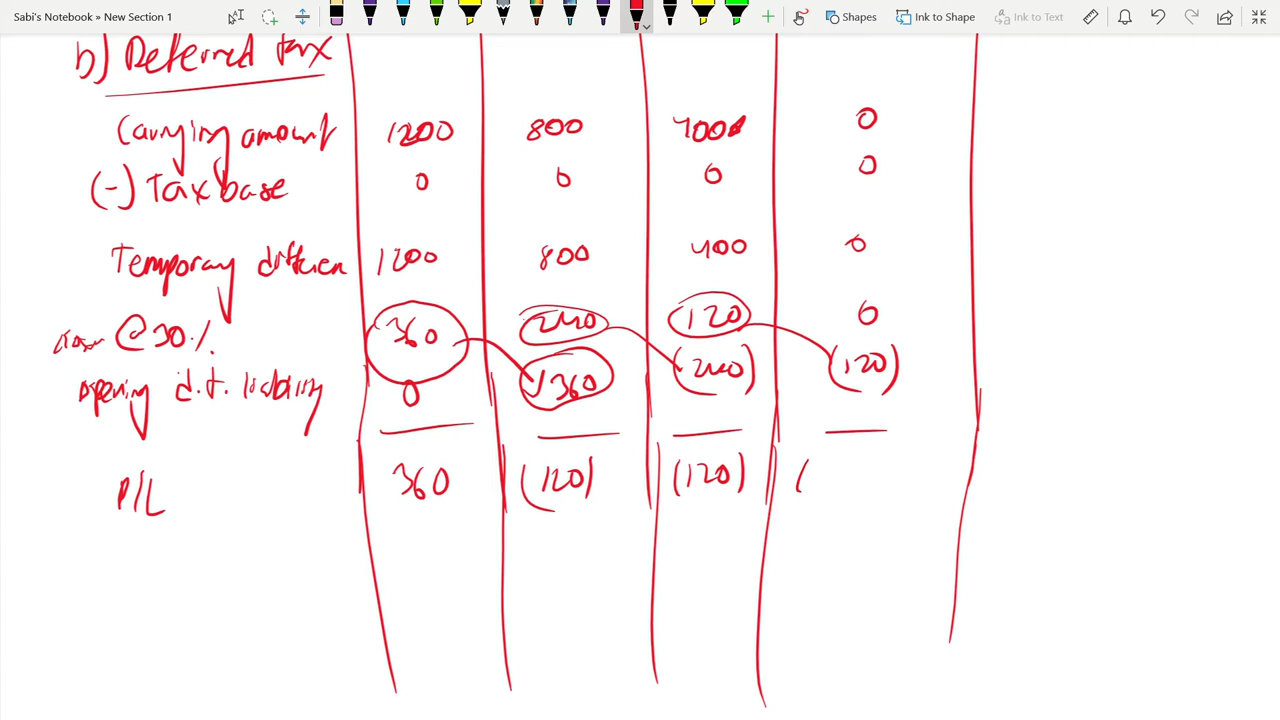 Sabi's Notebook » New Section 1
Shapes Ink to Shape Ink to Text
b) Deferred tax
Carrying amount 1200 800 400 0
(-) Tax base 0 0 0 0
Temporary differen 1200 800 400 0
@30% 360 240 120 0
opening d.t. liability 0 (360) (240) (120)
P/L 360 (120) (120) (